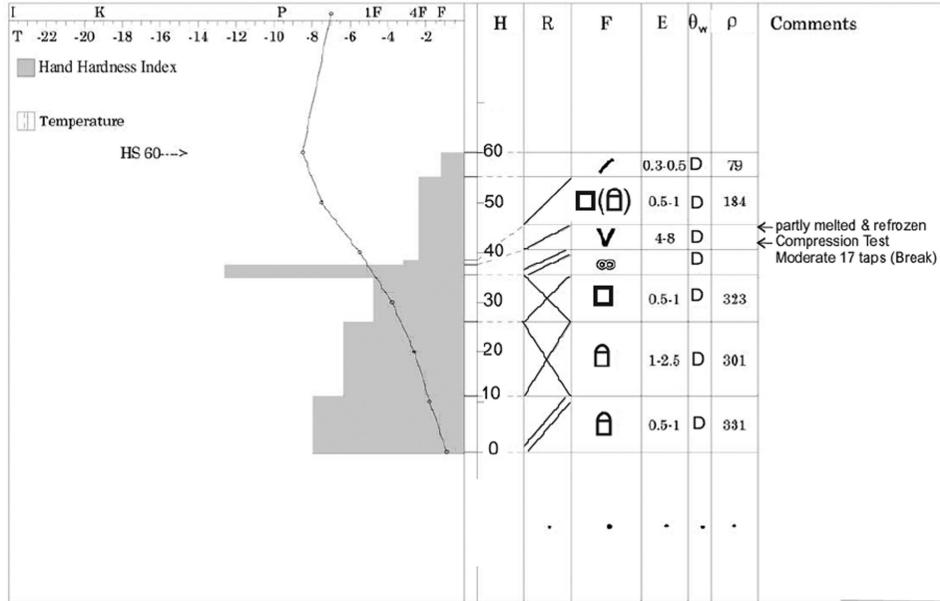 I K P 1F 4F F H R F E θw ρ Comments
T -22 -20 -18 -16 -14 -12 -10 -8 -6 -4 -2
Hand Hardness Index
Temperature
HS 60---->
60
0.3-0.5 D 79
50
0.5-1 D 184
partly melted & refrozen
4-8 D
Compression Test
40
D
Moderate 17 taps (Break)
30
0.5-1 D 323
20
1-2.5 D 301
10
0.5-1 D 331
0